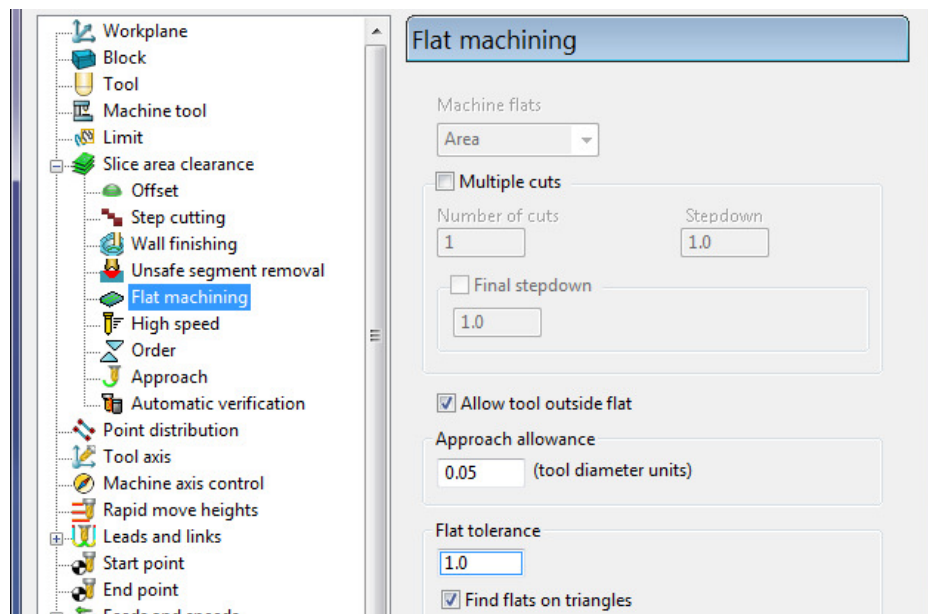 Workplane
Block
Tool
Machine tool
Limit
Slice area clearance
Offset
Step cutting
Wall finishing
Unsafe segment removal
Flat machining
High speed
Order
Approach
Automatic verification
Point distribution
Tool axis
Machine axis control
Rapid move heights
Leads and links
Start point
End point
Feeds and speeds
Flat machining
Machine flats
Area
Multiple cuts
Number of cuts Stepdown
1 1.0
Final stepdown
1.0
Allow tool outside flat
Approach allowance
0.05 (tool diameter units)
Flat tolerance
1.0
Find flats on triangles